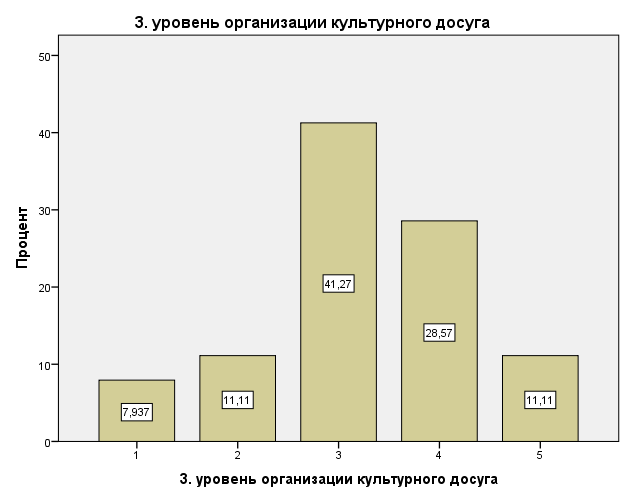 3. уровень организации культурного досуга
50
40
30
20
10
0
Процент
41,27
28,57
11,11
11,11
7,937
1 2 3 4 5
3. уровень организации культурного досуга